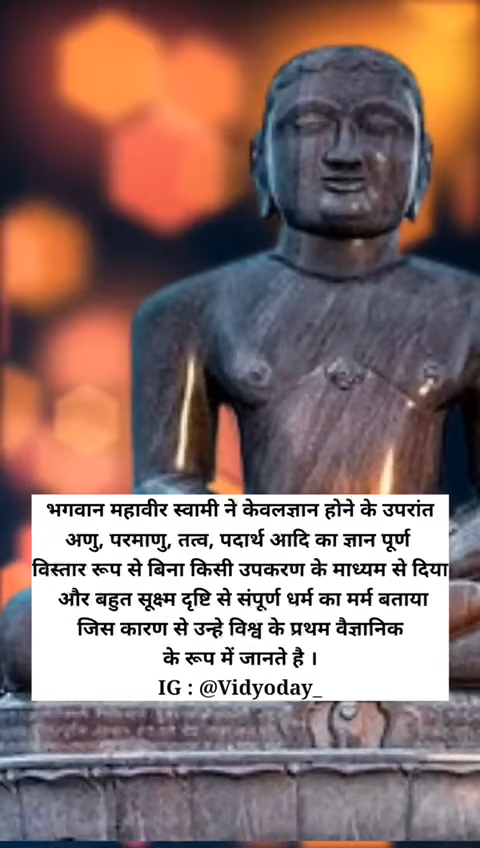 भगवान महावीर स्वामी ने केवलज्ञान होने के उपरांत
अणु, परमाणु, तत्व, पदार्थ आदि का ज्ञान पूर्ण
विस्तार रूप से बिना किसी उपकरण के माध्यम से दिया
और बहुत सूक्ष्म दृष्टि से संपूर्ण धर्म का मर्म बताया
जिस कारण से उन्हे विश्व के प्रथम वैज्ञानिक
के रूप में जानते है ।
IG : @Vidyoday_